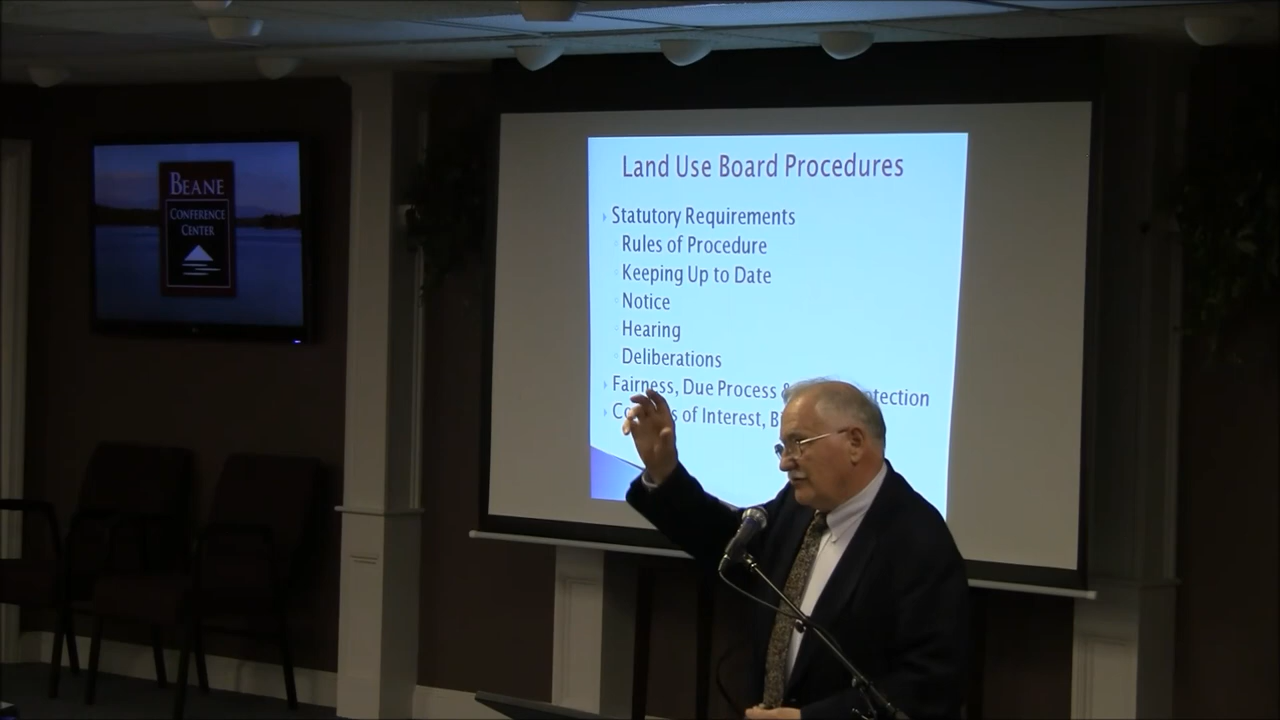 BEANE
CONFERENCE
CENTER
Land Use Board Procedures
Statutory Requirements
Rules of Procedure
Keeping Up to Date
Notice
Hearing
Deliberations
Fairness, Due Process &
of Interest,